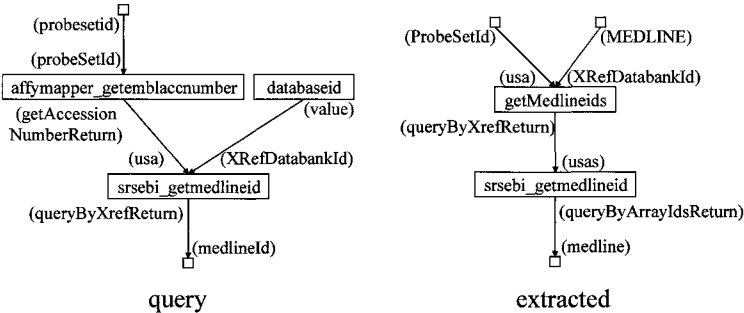 (probesetid)
(probeSetId)
affymapper_getemblaccnumber
databaseid
(getAccession
NumberReturn)
(value)
(usa)
(XRefDatabankId)
srsebi_getmedlineid
(queryByXrefReturn)
(medlineId)
query
(ProbeSetId)
(MEDLINE)
(usa)
(XRefDatabankId)
getMedlineids
(queryByXrefReturn)
(usas)
srsebi_getmedlineid
(queryByArrayIdsReturn)
(medline)
extracted